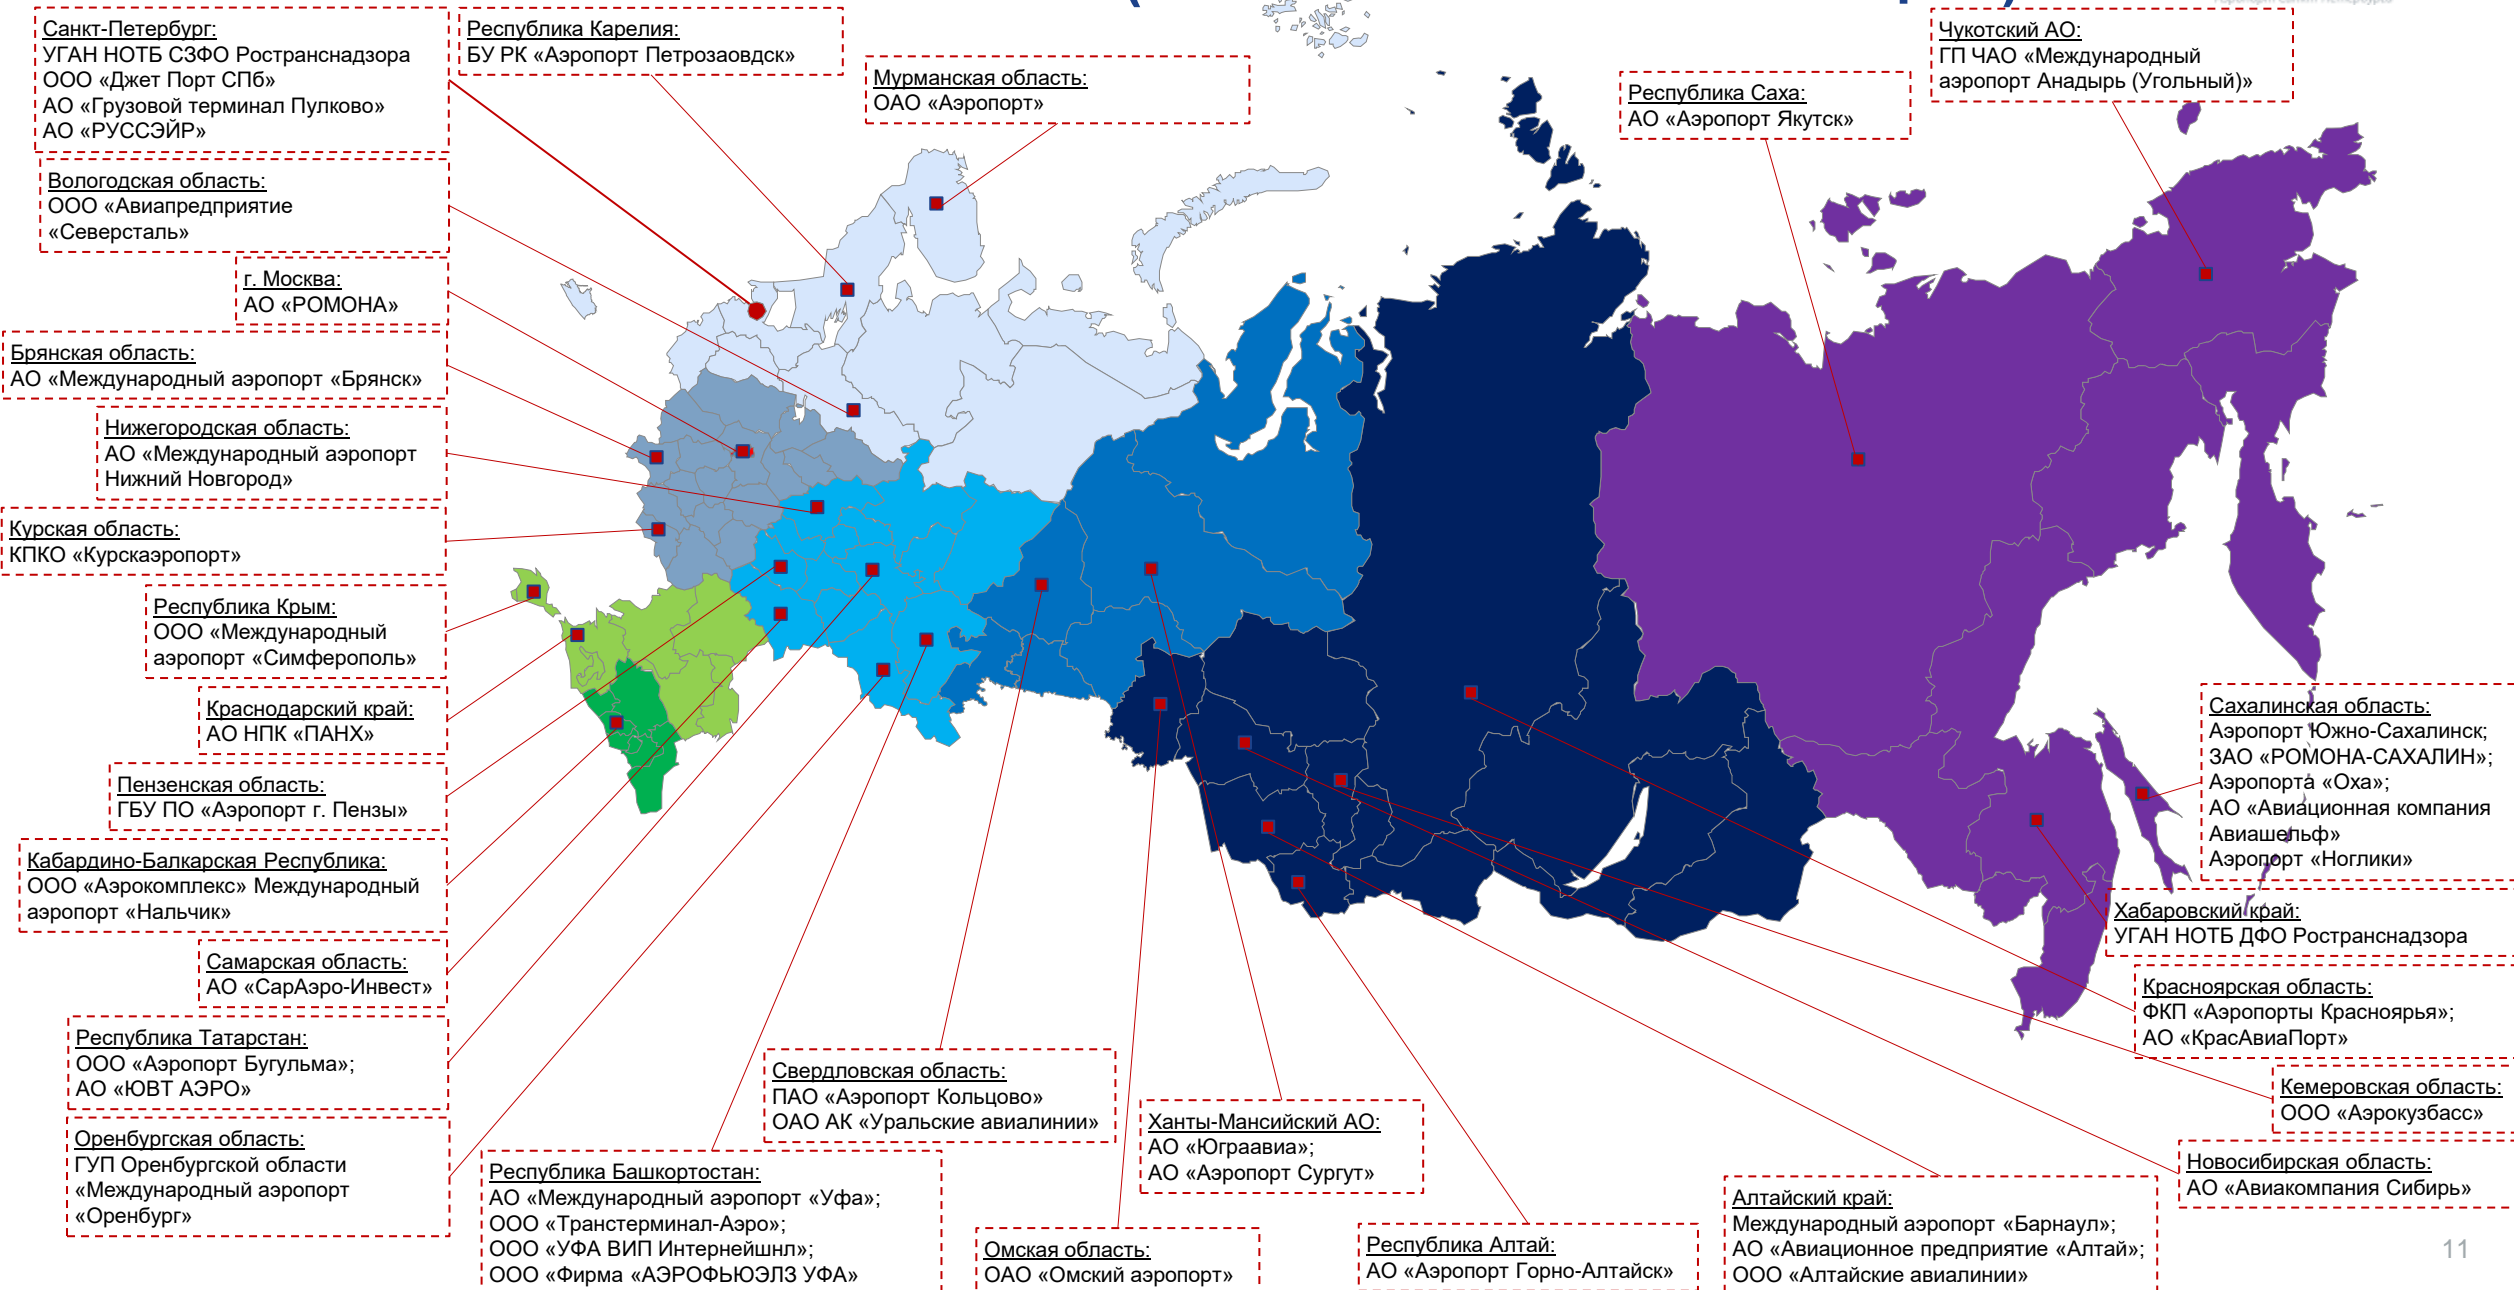 Санкт-Петербург:
УГАН НОТБ СЗФО Ространснадзора
ООО «Джет Порт СПб»
АО «Грузовой терминал Пулково»
АО «РУССЭЙР»
Республика Карелия:
БУ РК «Аэропорт Петрозаовдск»
Мурманская область:
ОАО «Аэропорт»
Республика Саха:
АО «Аэропорт Якутск»
Чукотский АО:
ГП ЧАО «Международный
аэропорт Анадырь (Угольный)»
Вологодская область:
ООО «Авиапредприятие
«Северсталь»
г. Москва:
АО «РОМОНА»
Брянская область:
АО «Международный аэропорт «Брянск»
Нижегородская область:
АО «Международный аэропорт
Нижний Новгород»
Курская область:
КПКО «Курскаэропорт»
Республика Крым:
ООО «Международный
аэропорт «Симферополь»
Краснодарский край:
АО НПК «ПАНХ»
Пензенская область:
ГБУ ПО «Аэропорт г. Пензы»
Кабардино-Балкарская Республика:
ООО «Аэрокомплекс» Международный
аэропорт «Нальчик»
Самарская область:
АО «СарАэро-Инвест»
Республика Татарстан:
ООО «Аэропорт Бугульма»;
АО «ЮВТ АЭРО»
Оренбургская область:
ГУП Оренбургской области
«Международный аэропорт
«Оренбург»
Республика Башкортостан:
АО «Международный аэропорт «Уфа»;
ООО «Транстерминал-Аэро»;
ООО «УФА ВИП Интернейшнл»;
ООО «Фирма «АЭРОФЬЮЭЛЗ УФА»
Свердловская область:
ПАО «Аэропорт Кольцово»
ОАО АК «Уральские авиалинии»
Омская область:
ОАО «Омский аэропорт»
Ханты-Мансийский АО:
АО «Юграавиа»;
АО «Аэропорт Сургут»
Республика Алтай:
АО «Аэропорт Горно-Алтайск»
Алтайский край:
Международный аэропорт «Барнаул»;
АО «Авиационное предприятие «Алтай»;
ООО «Алтайские авиалинии»
Сахалинская область:
Аэропорт Южно-Сахалинск;
ЗАО «РОМОНА-САХАЛИН»;
Аэропорта «Оха»;
АО «Авиационная компания
Авиашельф»
Аэропорт «Ноглики»
Хабаровский край:
УГАН НОТБ ДФО Ространснадзора
Красноярская область:
ФКП «Аэропорты Красноярья»;
АО «КрасАвиаПорт»
Кемеровская область:
ООО «Аэрокузбасс»
Новосибирская область:
АО «Авиакомпания Сибирь»
11